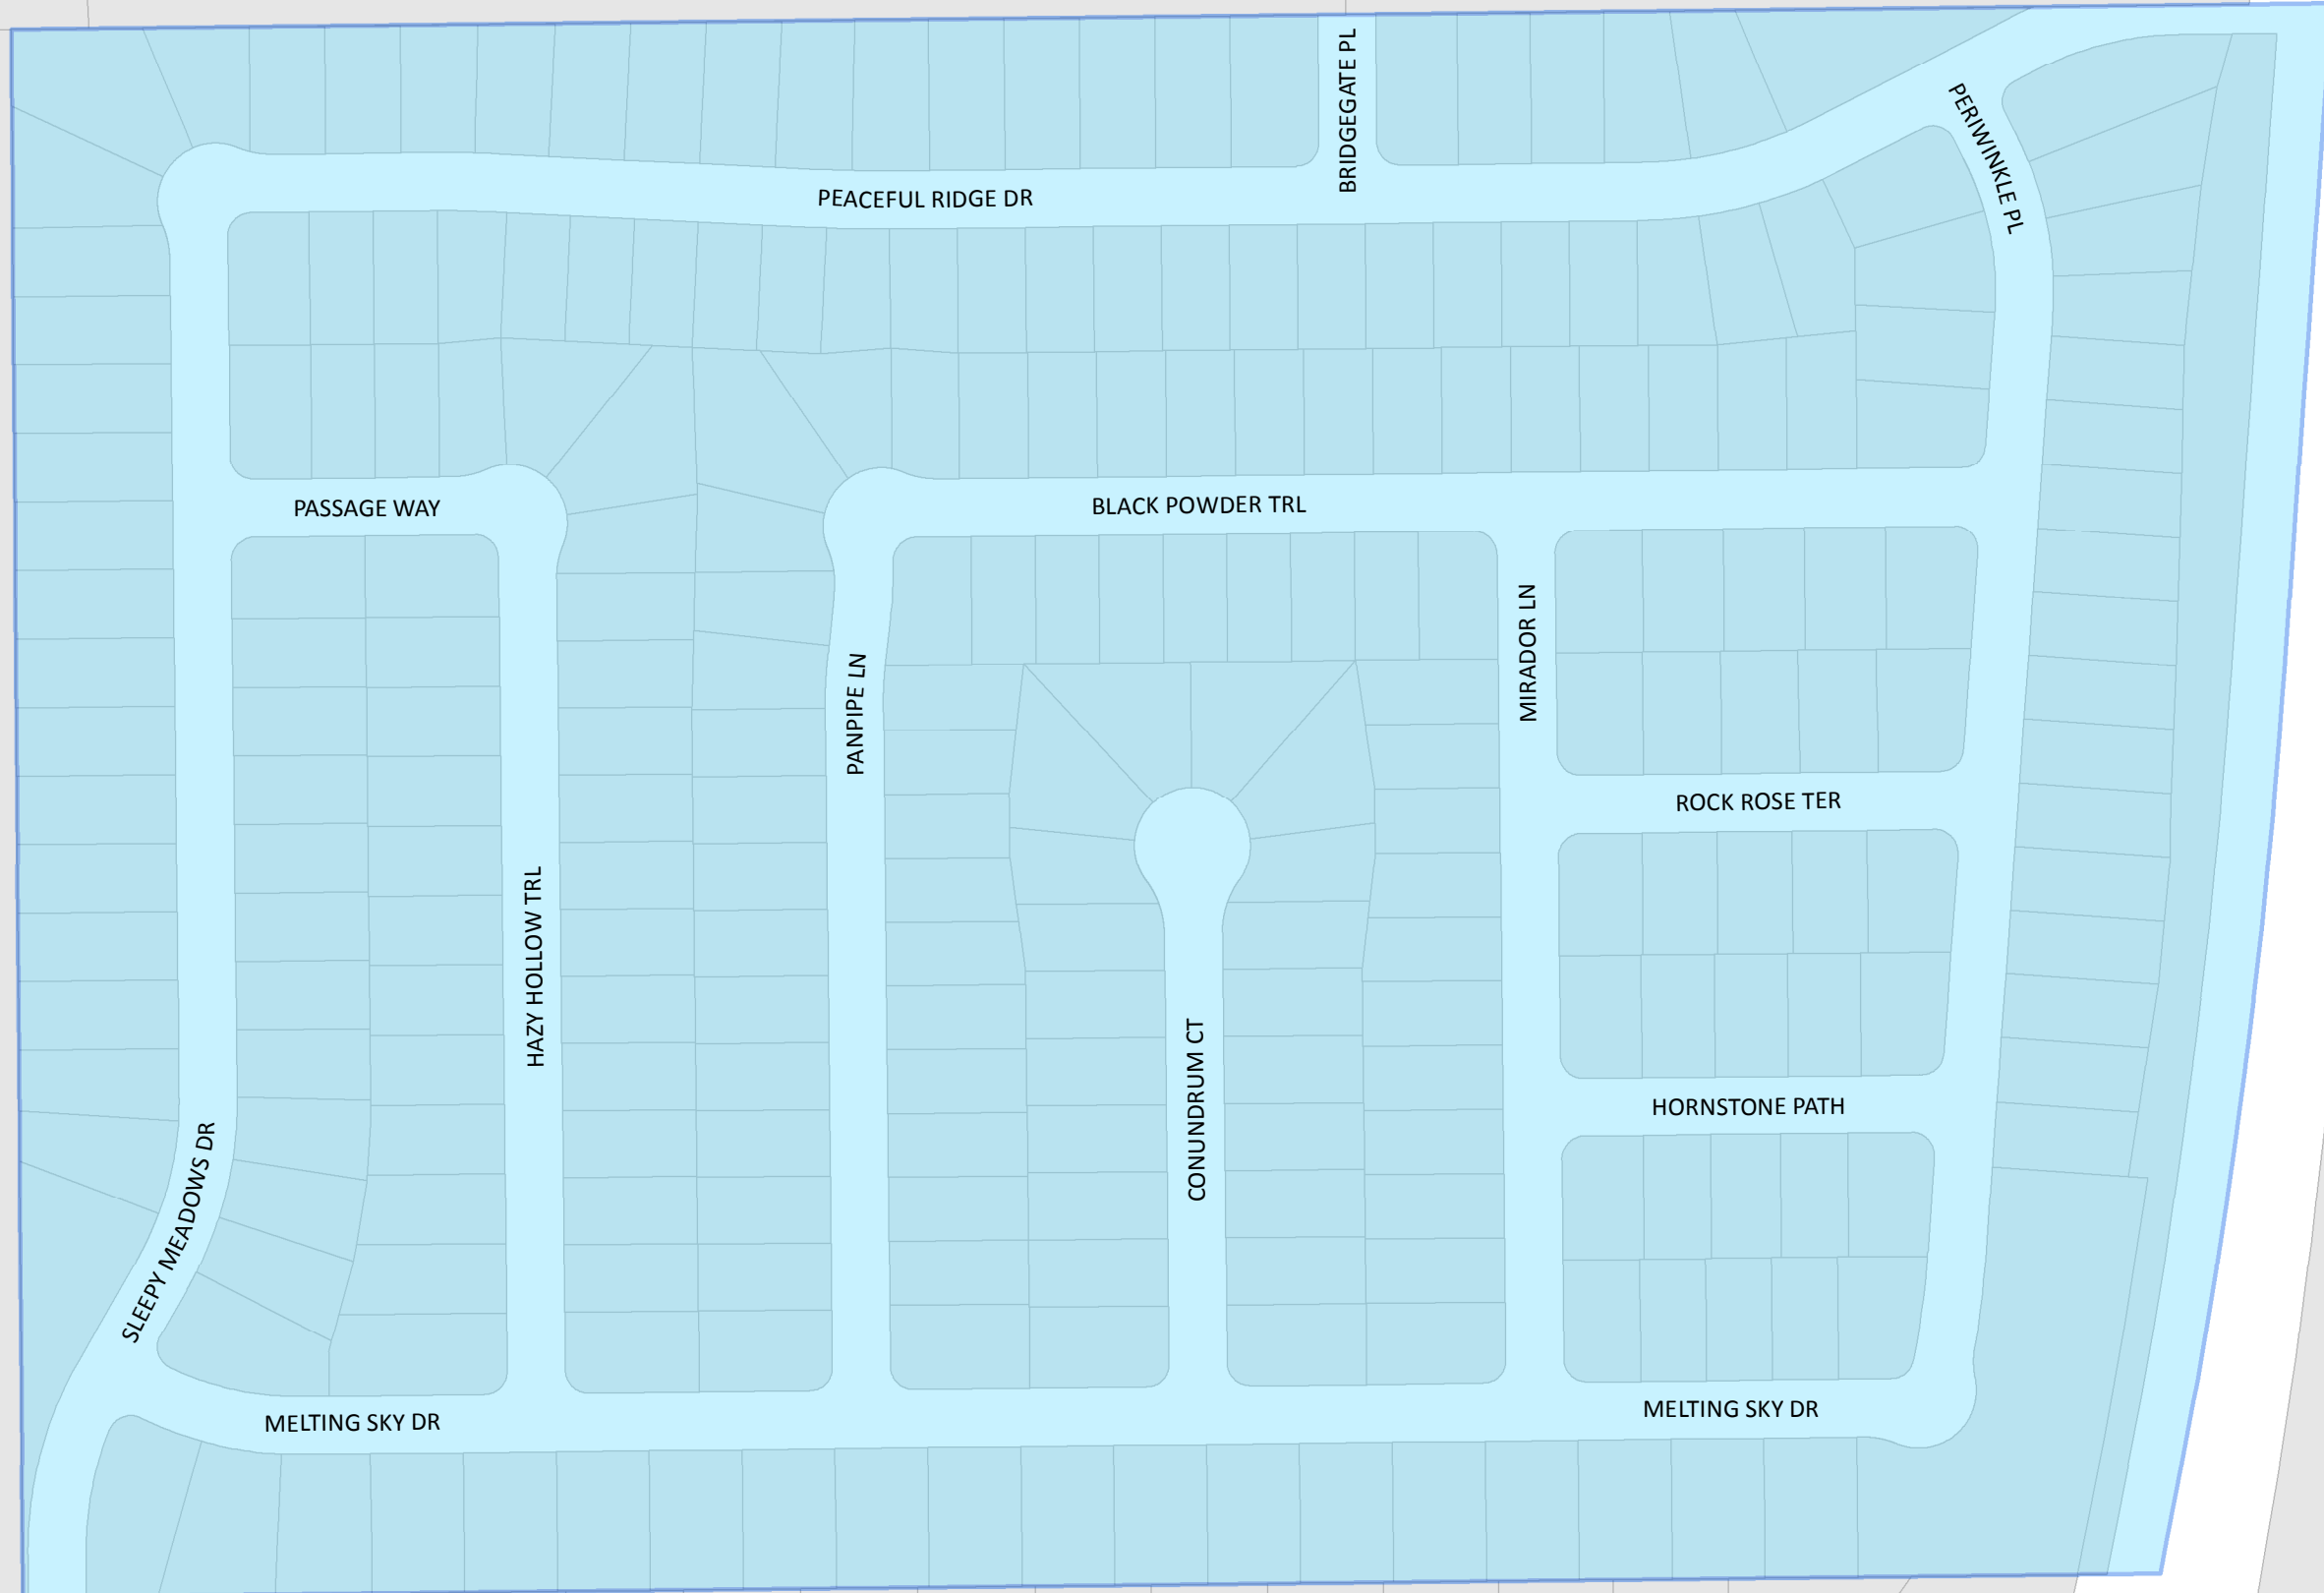 BRIDGEGATE PL
PERIWINKLE PL
PEACEFUL RIDGE DR
PASSAGE WAY
BLACK POWDER TRL
MIRADOR LN
PANPIPE LN
ROCK ROSE TER
HAZY HOLLOW TRL
CONUNDRUM CT
HORNSTONE PATH
SLEEPY MEADOWS DR
MELTING SKY DR
MELTING SKY DR